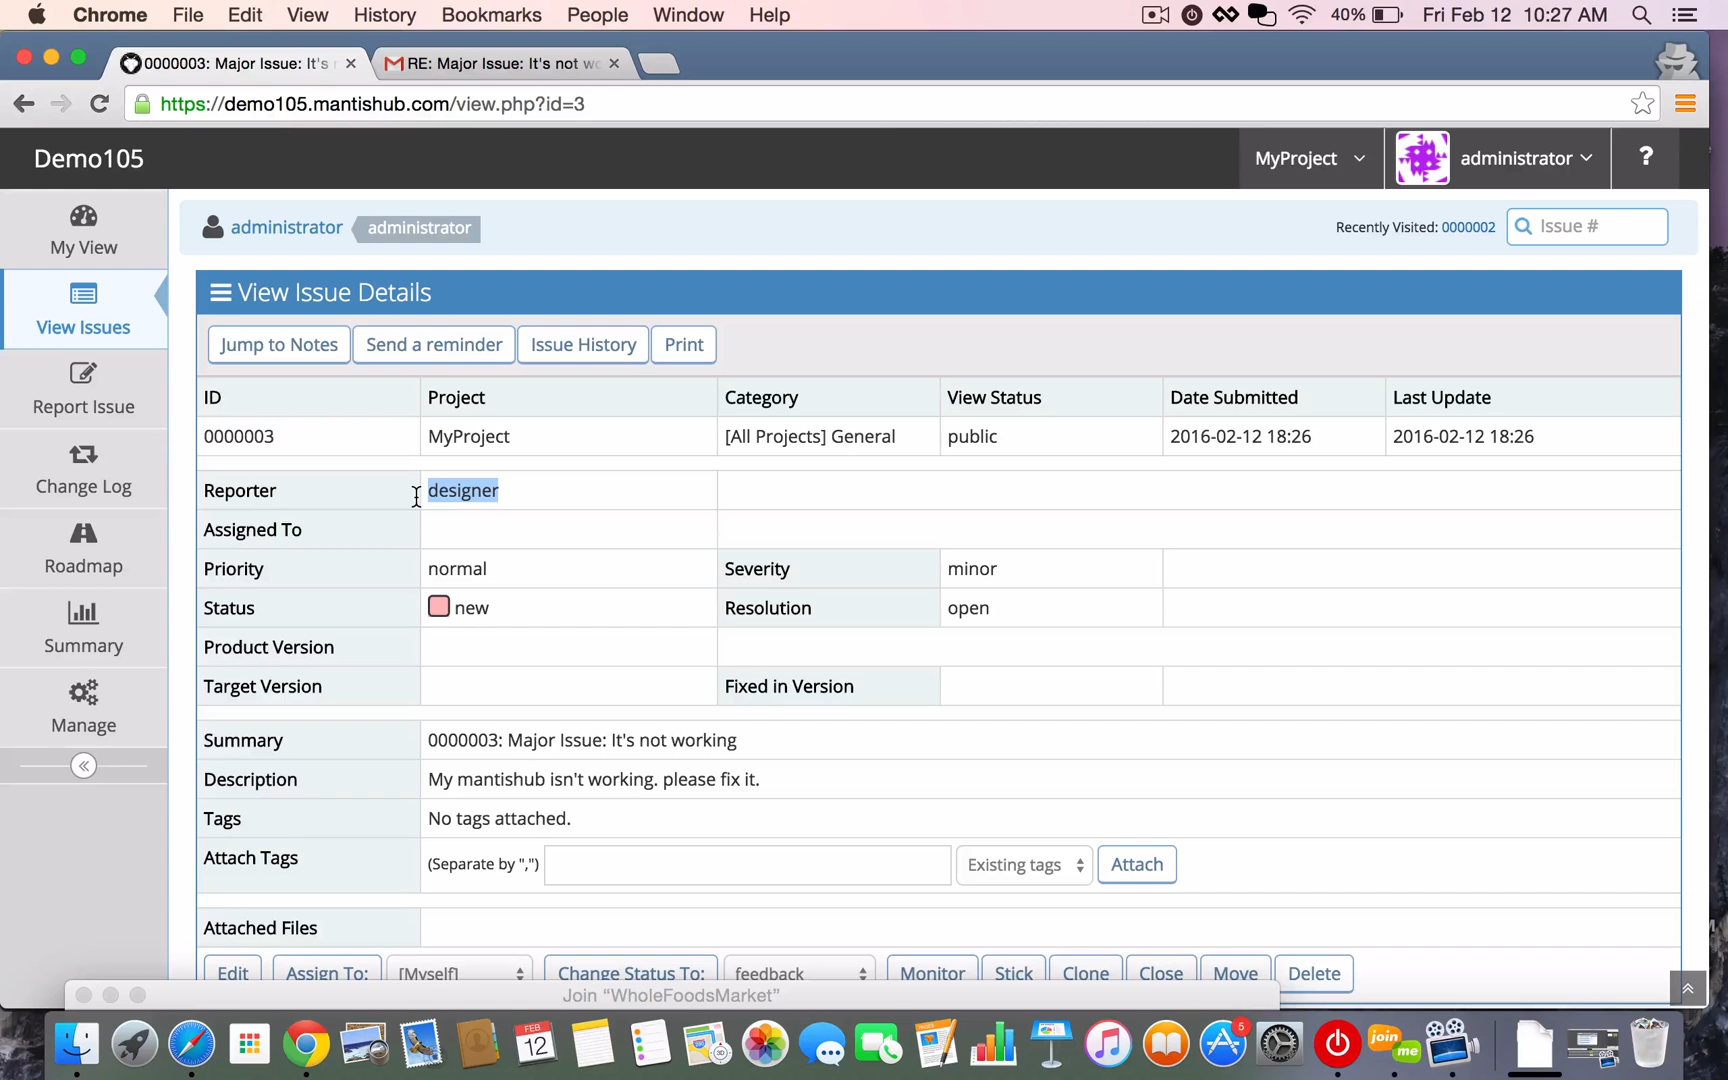 Chrome File Edit View History Bookmarks People Window Help 40% Fri Feb 12 10:27 AM
0000003: Major Issue: It's RE: Major Issue: It's not wo
https://demo105.mantishub.com/view.php?id=3
Demo105 MyProject administrator ?
administrator administrator Recently Visited: 0000002 Issue #
My View
View Issues
Report Issue
Change Log
Roadmap
Summary
Manage
View Issue Details
Jump to Notes Send a reminder Issue History Print
ID Project Category View Status Date Submitted Last Update
0000003 MyProject [All Projects] General public 2016-02-12 18:26 2016-02-12 18:26
Reporter designer
Assigned To
Priority normal Severity minor
Status new Resolution open
Product Version
Target Version Fixed in Version
Summary 0000003: Major Issue: It's not working
Description My mantishub isn't working. please fix it.
Tags No tags attached.
Attach Tags (Separate by ",") Existing tags Attach
Attached Files
Edit Assign To: [Myself] Change Status To: feedback Monitor Stick Clone Close Move Delete
Join “WholeFoodsMarket”
FEB
12
5
join
me